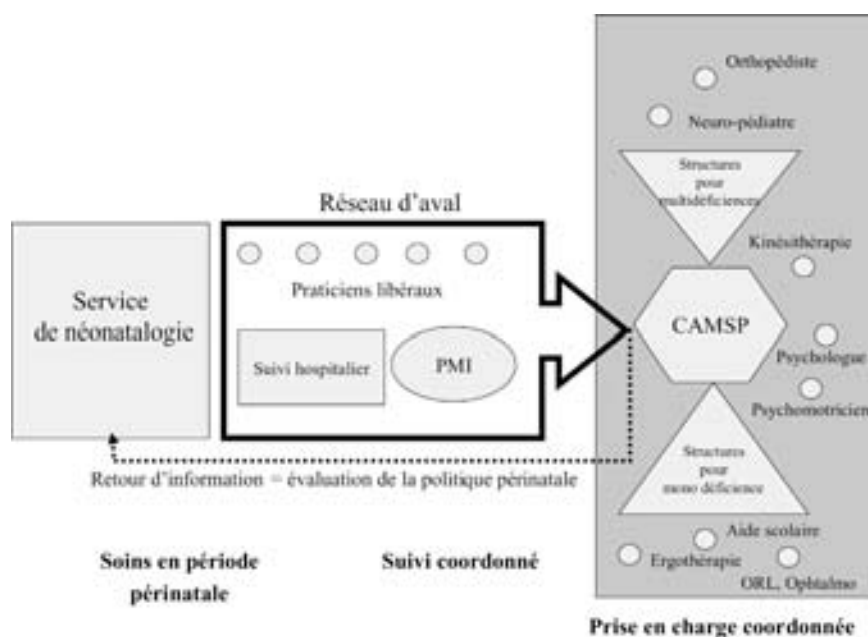 Service
de néonatalogie
Réseau d'aval
Praticiens libéraux
Suivi hospitalier
PMI
Retour d'information = évaluation de la politique périnatale
Orthopédiste
Neuro-pédiatre
Structures
pour
multidéficiences
Kinésithérapie
CAMSP
Psychologue
Psychomotricien
Structures
pour
mono déficience
Aide scolaire
Ergothérapie
ORL, Ophtalmo
Soins en période
périnatale
Suivi coordonné
Prise en charge coordonnée